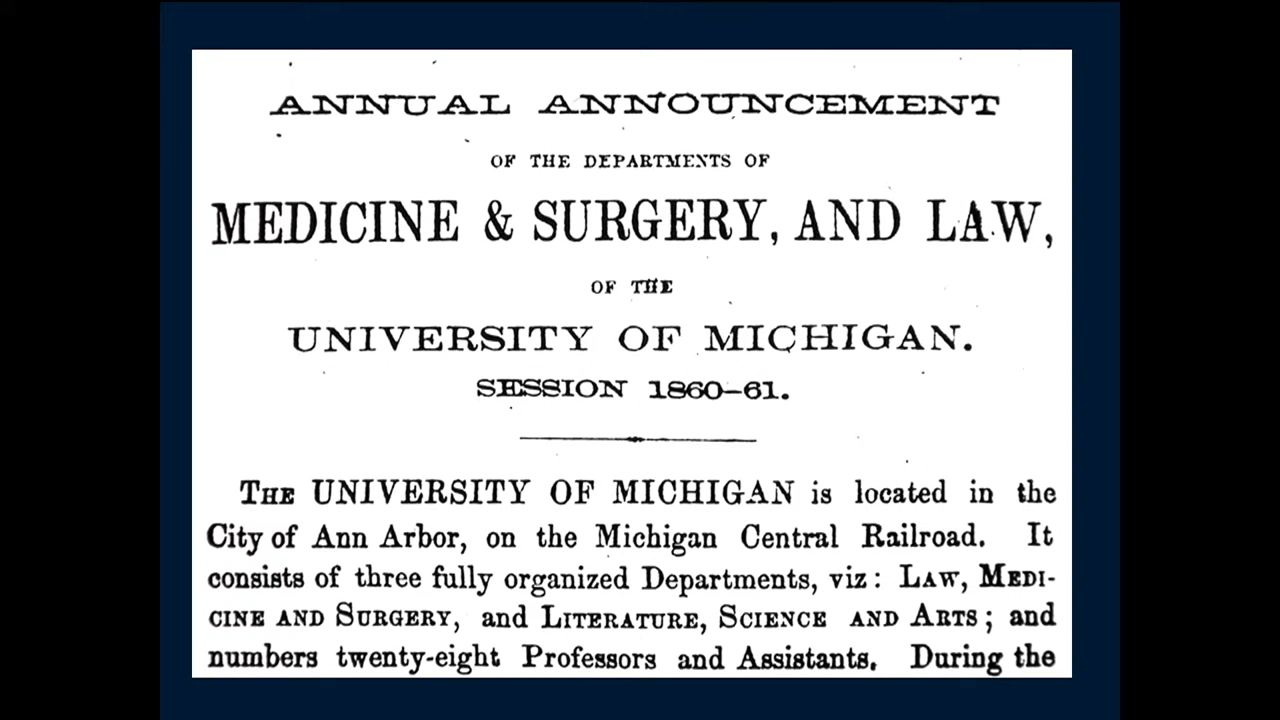 ANNUAL ANNOUNCEMENT
OF THE DEPARTMENTS OF
MEDICINE & SURGERY, AND LAW,
OF THE
UNIVERSITY OF MICHIGAN.
SESSION 1860–61.
THE UNIVERSITY OF MICHIGAN is located in the
City of Ann Arbor, on the Michigan Central Railroad. It
consists of three fully organized Departments, viz: LAW, MEDI-
CINE AND SURGERY, and LITERATURE, SCIENCE AND ARTS; and
numbers twenty-eight Professors and Assistants. During the